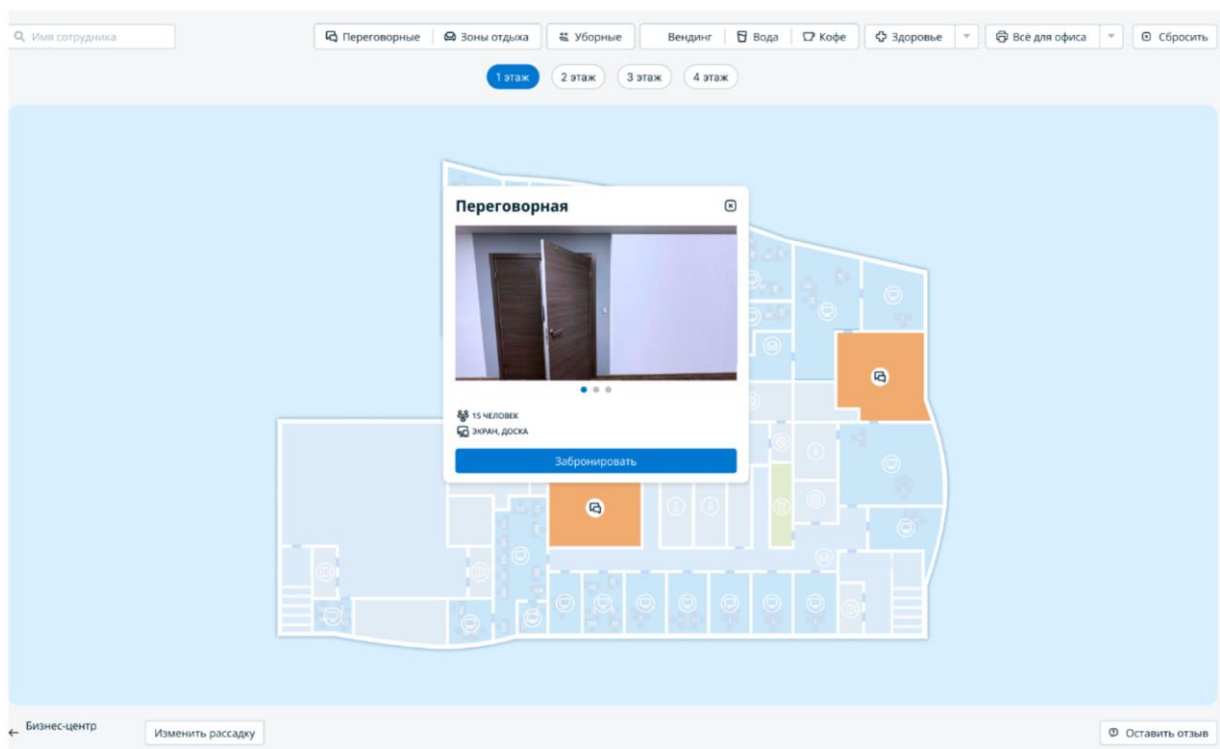 Имя сотрудника
Переговорные Зоны отдыха Уборные Вендинг Вода Кофе Здоровье Всё для офиса Сбросить
1 этаж 2 этаж 3 этаж 4 этаж
Переговорная
15 ЧЕЛОВЕК
ЭКРАН, ДОСКА
Забронировать
Бизнес-центр
Изменить рассадку
Оставить отзыв